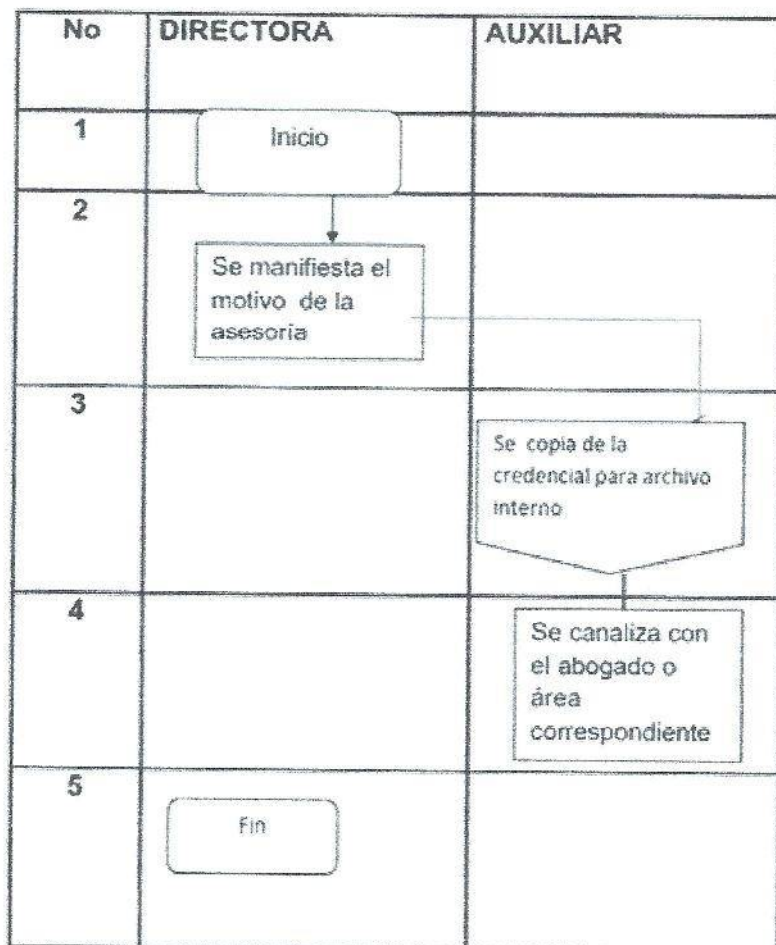 No DIRECTORA AUXILIAR
1 Inicio
2
Se manifiesta el
motivo de la
asesoría
3
Se copia de la
credencial para archivo
interno
4
Se canaliza con
el abogado o
área
correspondiente
5
Fin